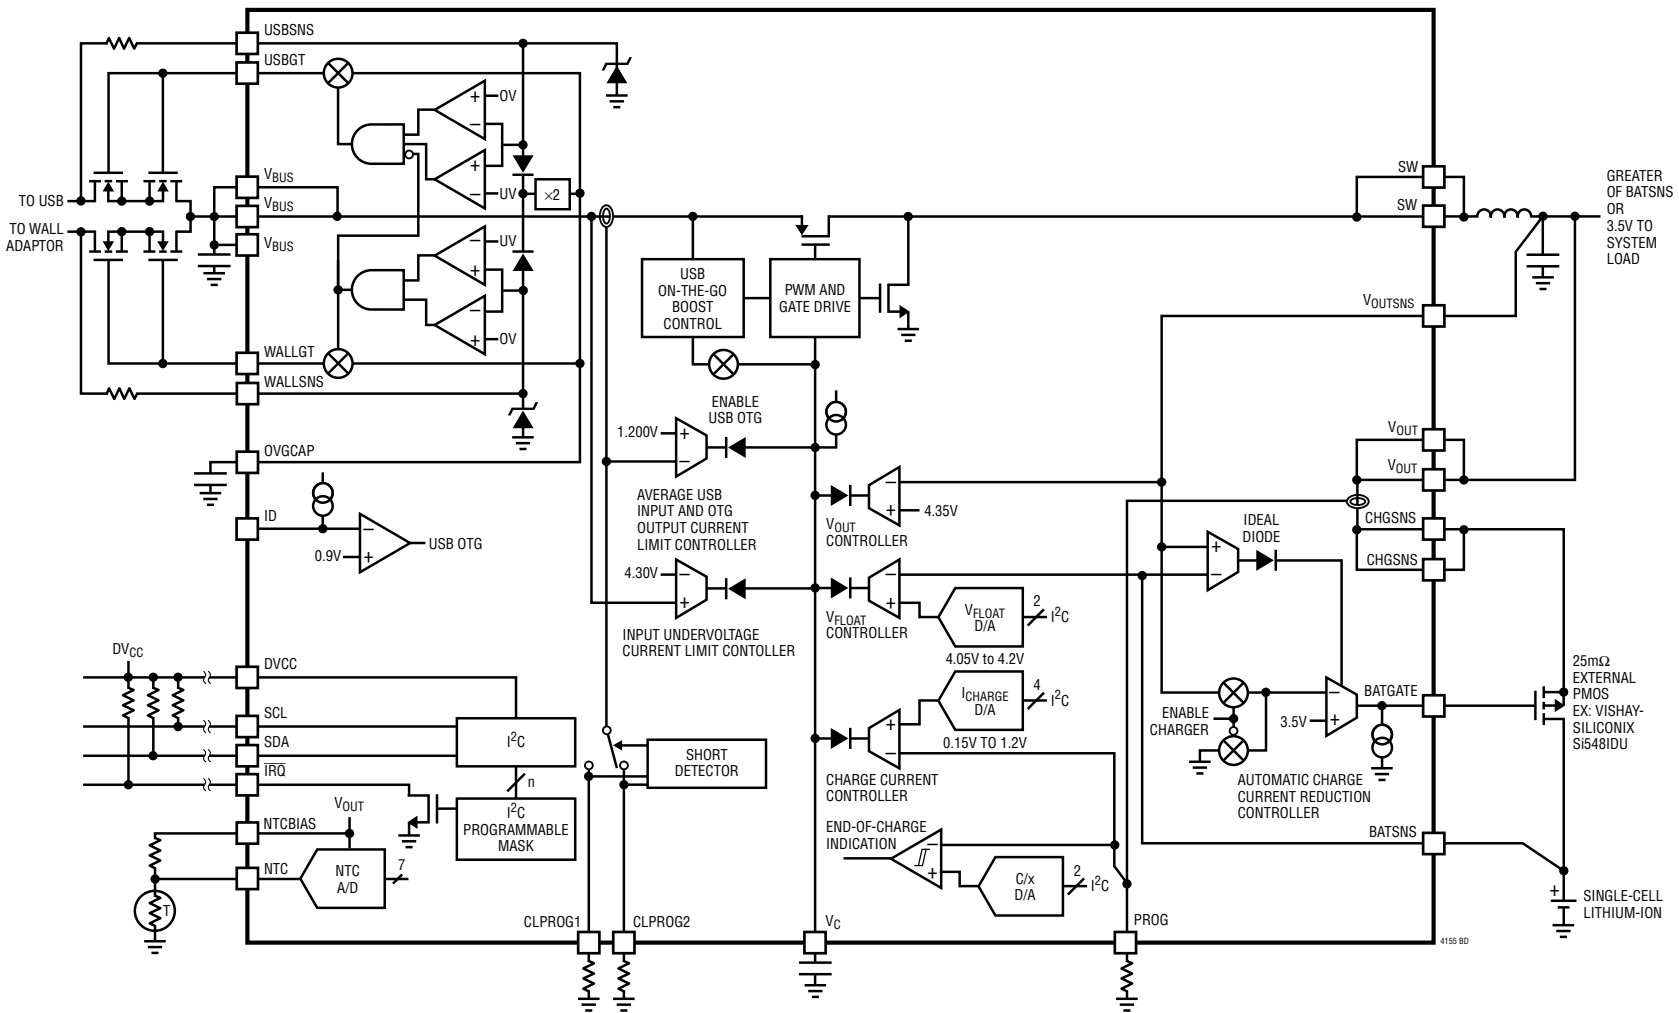 USBSNS
USBGT
OV
UV
×2
VBUS
VBUS
VBUS
TO USB
TO WALL
ADAPTOR
UV
OV
WALLGT
WALLSNS
OVGCAP
ID
0.9V
USB OTG
USB
ON-THE-GO
BOOST
CONTROL
PWM AND
GATE DRIVE
ENABLE
USB OTG
1.200V
AVERAGE USB
INPUT AND OTG
OUTPUT CURRENT
LIMIT CONTROLLER
4.30V
INPUT UNDERVOLTAGE
CURRENT LIMIT CONTOLLER
VOUT
CONTROLLER
4.35V
VFLOAT
CONTROLLER
VFLOAT
D/A
2
I²C
4.05V to 4.2V
ICHARGE
D/A
4
I²C
0.15V TO 1.2V
CHARGE CURRENT
CONTROLLER
END-OF-CHARGE
INDICATION
C/x
D/A
2
I²C
SW
SW
GREATER
OF BATSNS
OR
3.5V TO
SYSTEM
LOAD
VOUTSNS
VOUT
VOUT
CHGSNS
CHGSNS
IDEAL
DIODE
ENABLE
CHARGER
3.5V
BATGATE
AUTOMATIC CHARGE
CURRENT REDUCTION
CONTROLLER
25mΩ
EXTERNAL
PMOS
EX: VISHAY-
SILICONIX
Si548IDU
BATSNS
+
SINGLE-CELL
LITHIUM-ION
DVCC
DVCC
SCL
SDA
IRQ
I²C
n
I²C
PROGRAMMABLE
MASK
SHORT
DETECTOR
VOUT
NTCBIAS
NTC
NTC
A/D
7
T
CLPROG1
CLPROG2
VC
PROG
4155 BD